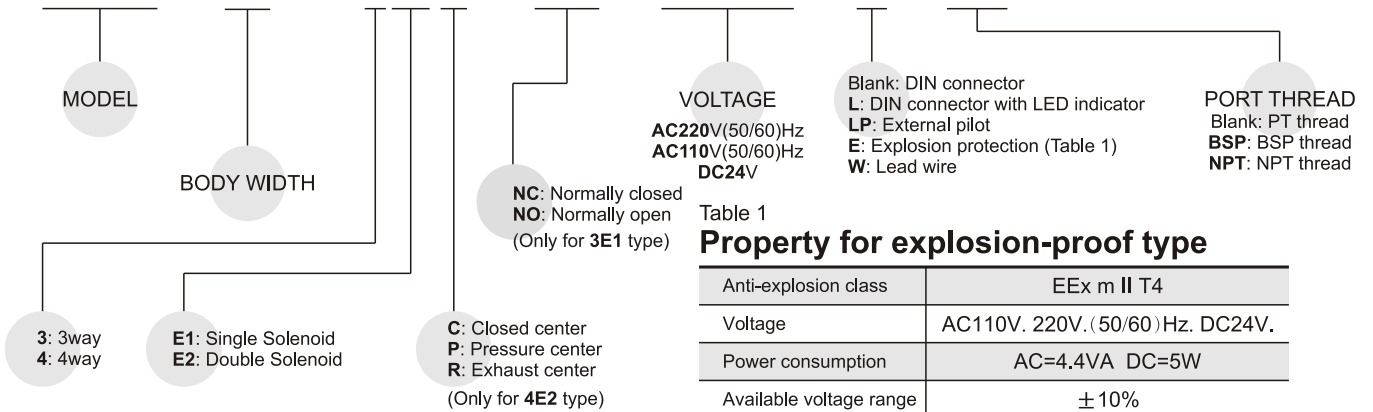 MODEL
BODY WIDTH
3: 3way
4: 4way
E1: Single Solenoid
E2: Double Solenoid
C: Closed center
P: Pressure center
R: Exhaust center
(Only for 4E2 type)
NC: Normally closed
NO: Normally open
(Only for 3E1 type)
VOLTAGE
AC220V(50/60)Hz
AC110V(50/60)Hz
DC24V
Blank: DIN connector
L: DIN connector with LED indicator
LP: External pilot
E: Explosion protection (Table 1)
W: Lead wire
PORT THREAD
Blank: PT thread
BSP: BSP thread
NPT: NPT thread
Table 1
Property for explosion-proof type
Anti-explosion class EEx m II T4
Voltage AC110V. 220V. (50/60)Hz. DC24V.
Power consumption AC=4.4VA DC=5W
Available voltage range ±10%